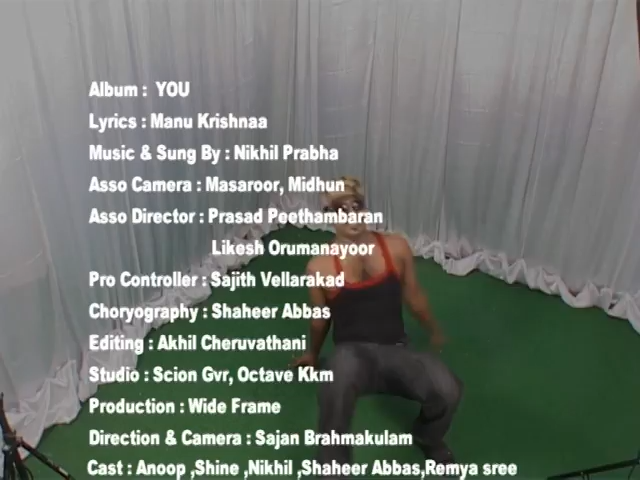 Album :  YOU
Lyrics : Manu Krishnaa
Music & Sung By : Nikhil Prabha
Asso Camera : Masaroor, Midhun
Asso Director : Prasad Peethambaran
Likesh Orumanayoor
Pro Controller : Sajith Vellarakad
Choryography : Shaheer Abbas
Editing : Akhil Cheruvathani
Studio : Scion Gvr, Octave Kkm
Production : Wide Frame
Direction & Camera : Sajan Brahmakulam
Cast : Anoop ,Shine ,Nikhil ,Shaheer Abbas,Remya sree